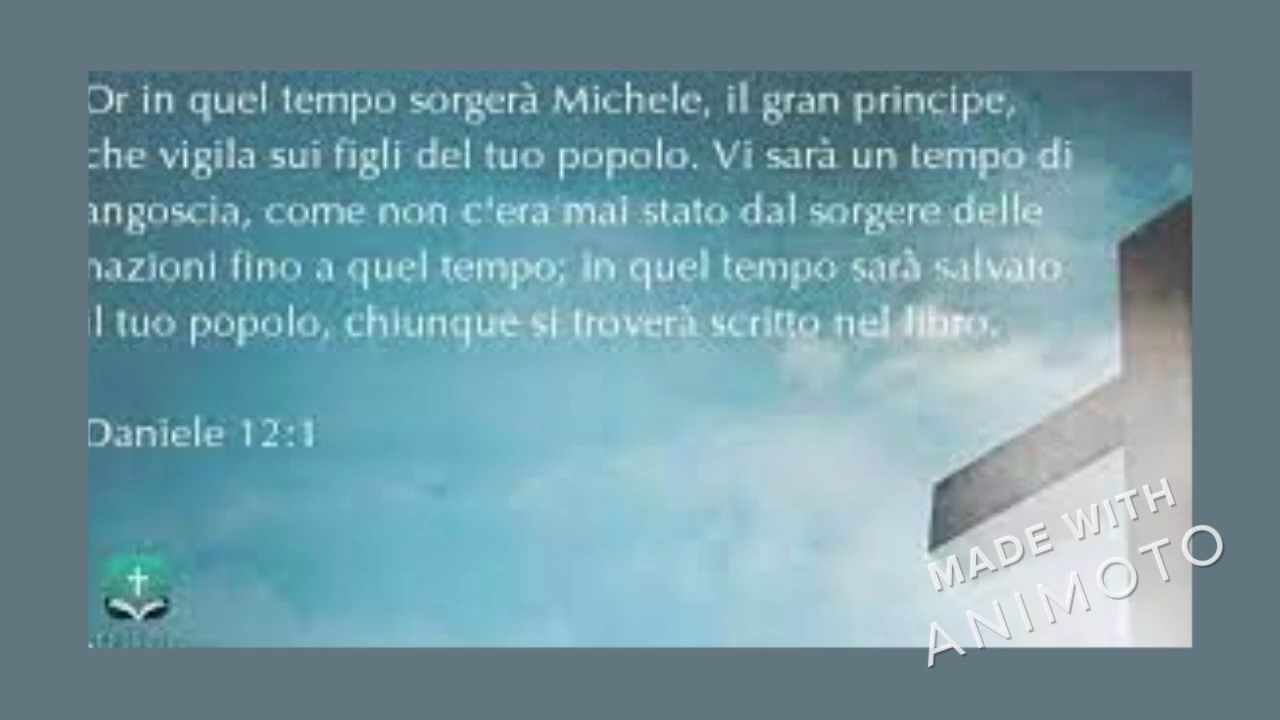 Or in quel tempo sorgerà Michele, il gran principe,
che vigila sui figli del tuo popolo. Vi sarà un tempo di
angoscia, come non c'era mai stato dal sorgere delle
nazioni fino a quel tempo; in quel tempo sarà salvato
il tuo popolo, chiunque si troverà scritto nel libro.
Daniele 12:1
MADE WITH
ANIMOTO